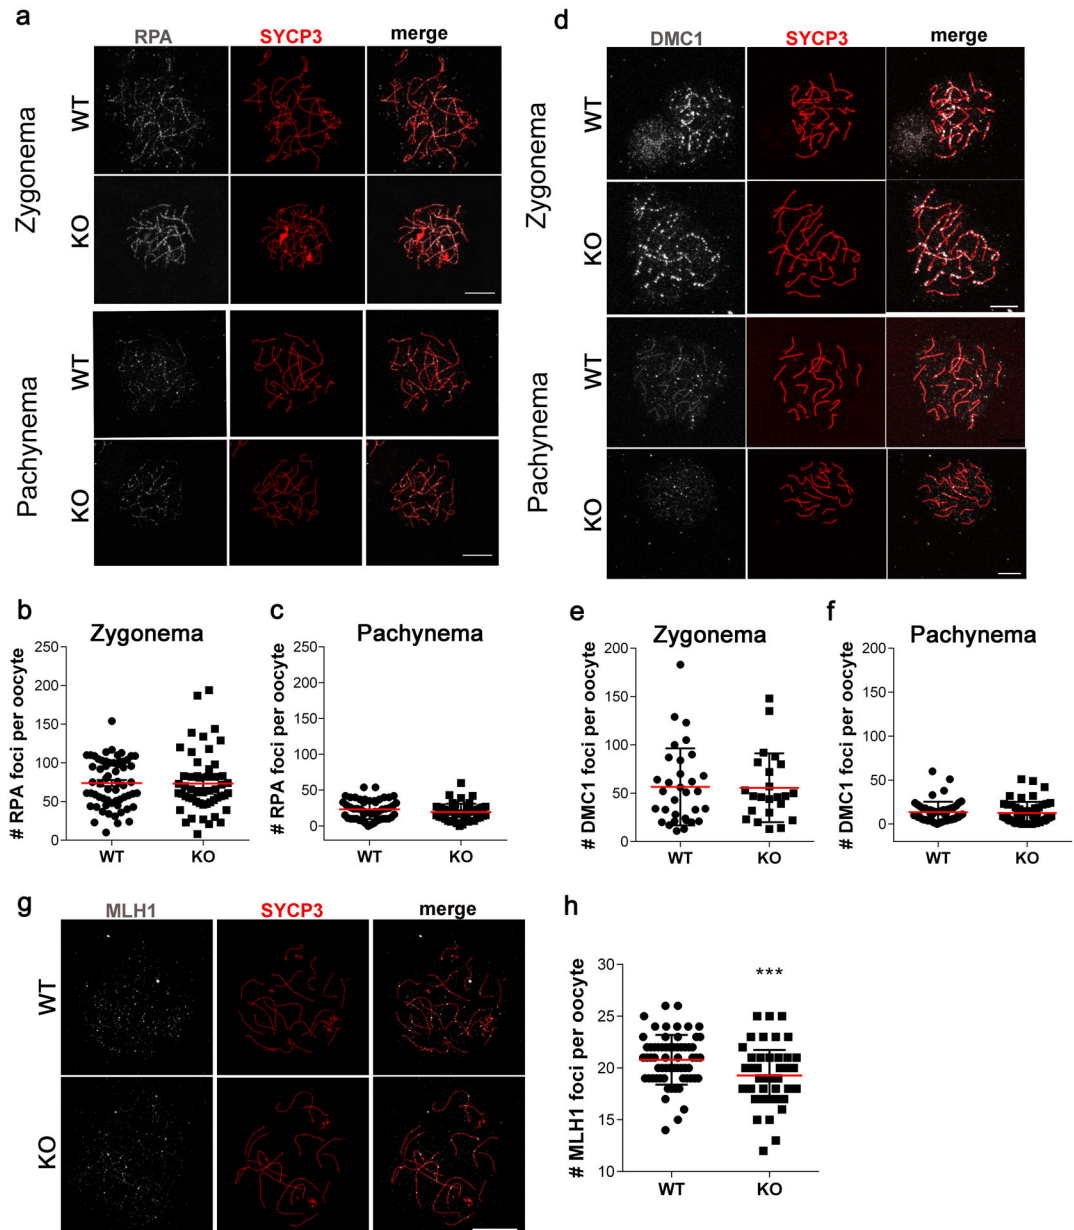 a
RPA SYCP3 merge
Zygonema
WT
KO
Pachynema
WT
KO
d
DMC1 SYCP3 merge
Zygonema
WT
KO
Pachynema
WT
KO
b
Zygonema
# RPA foci per oocyte
250
200
150
100
50
0
WT KO
c
Pachynema
# RPA foci per oocyte
250
200
150
100
50
0
WT KO
e
Zygonema
# DMC1 foci per oocyte
200
150
100
50
0
WT KO
f
Pachynema
# DMC1 foci per oocyte
200
150
100
50
0
WT KO
g
MLH1 SYCP3 merge
WT
KO
h
# MLH1 foci per oocyte
30
25
20
15
10
***
WT KO